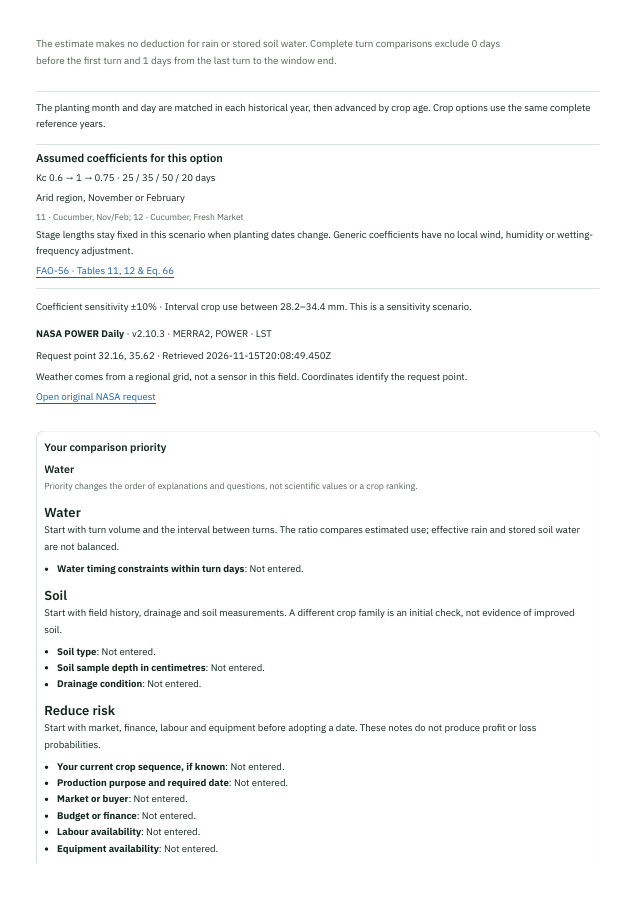 The estimate makes no deduction for rain or stored soil water. Complete turn comparisons exclude 0 days
before the first turn and 1 days from the last turn to the window end.
The planting month and day are matched in each historical year, then advanced by crop age. Crop options use the same complete
reference years.
Assumed coefficients for this option
Kc 0.6 → 1 → 0.75 · 25 / 35 / 50 / 20 days
Arid region, November or February
11 · Cucumber, Nov/Feb; 12 · Cucumber, Fresh Market
Stage lengths stay fixed in this scenario when planting dates change. Generic coefficients have no local wind, humidity or wetting-
frequency adjustment.
FAO-56 · Tables 11, 12 & Eq. 66
Coefficient sensitivity ±10% · Interval crop use between 28.2–34.4 mm. This is a sensitivity scenario.
NASA POWER Daily · v2.10.3 · MERRA2, POWER · LST
Request point 32.16, 35.62 · Retrieved 2026-11-15T20:08:49.450Z
Weather comes from a regional grid, not a sensor in this field. Coordinates identify the request point.
Open original NASA request
Your comparison priority
Water
Priority changes the order of explanations and questions, not scientific values or a crop ranking.
Water
Start with turn volume and the interval between turns. The ratio compares estimated use; effective rain and stored soil water
are not balanced.
• Water timing constraints within turn days: Not entered.
Soil
Start with field history, drainage and soil measurements. A different crop family is an initial check, not evidence of improved
soil.
• Soil type: Not entered.
• Soil sample depth in centimetres: Not entered.
• Drainage condition: Not entered.
Reduce risk
Start with market, finance, labour and equipment before adopting a date. These notes do not produce profit or loss
probabilities.
• Your current crop sequence, if known: Not entered.
• Production purpose and required date: Not entered.
• Market or buyer: Not entered.
• Budget or finance: Not entered.
• Labour availability: Not entered.
• Equipment availability: Not entered.